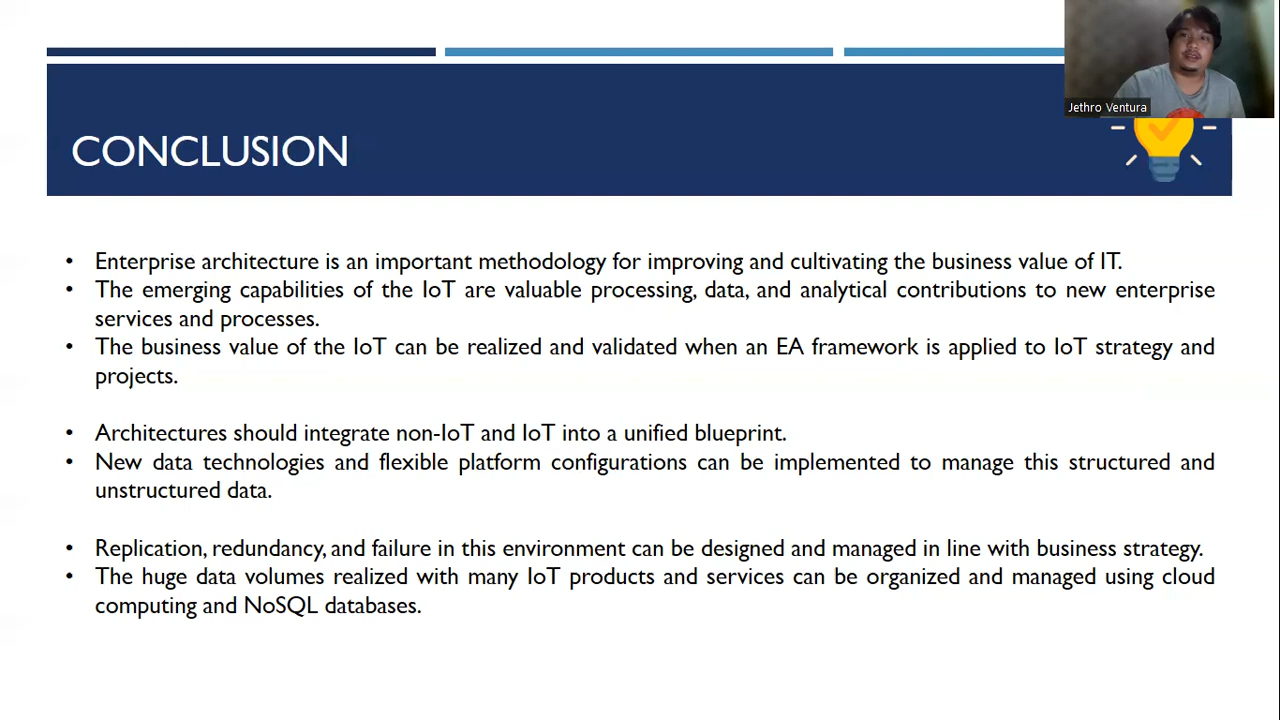 Jethro Ventura
CONCLUSION
• Enterprise architecture is an important methodology for improving and cultivating the business value of IT.
• The emerging capabilities of the IoT are valuable processing, data, and analytical contributions to new enterprise
services and processes.
• The business value of the IoT can be realized and validated when an EA framework is applied to IoT strategy and
projects.
• Architectures should integrate non-IoT and IoT into a unified blueprint.
• New data technologies and flexible platform configurations can be implemented to manage this structured and
unstructured data.
• Replication, redundancy, and failure in this environment can be designed and managed in line with business strategy.
• The huge data volumes realized with many IoT products and services can be organized and managed using cloud
computing and NoSQL databases.